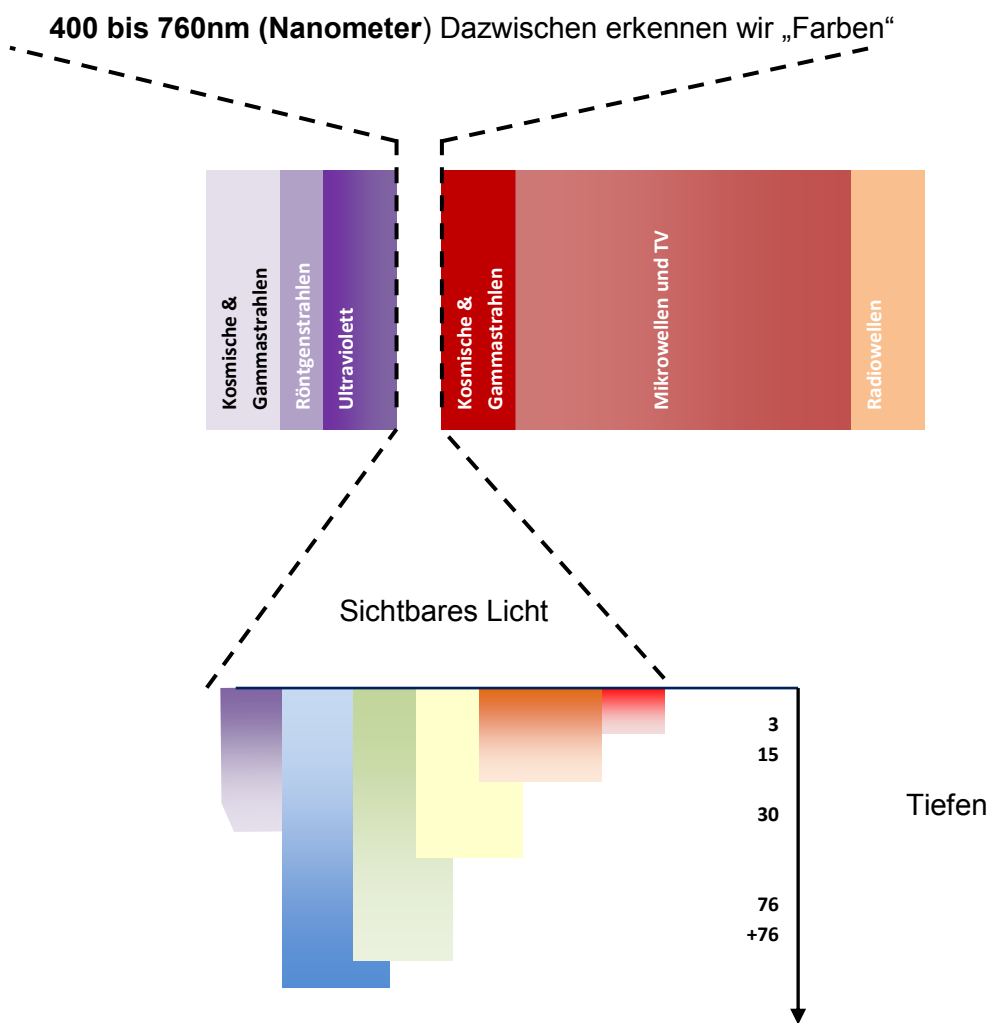 400 bis 760nm (Nanometer) Dazwischen erkennen wir „Farben“
Kosmische &
Gammastrahlen
Röntgenstrahlen
Ultraviolett
Kosmische &
Gammastrahlen
Mikrowellen und TV
Radiowellen
Sichtbares Licht
3
15
30
76
+76
Tiefen